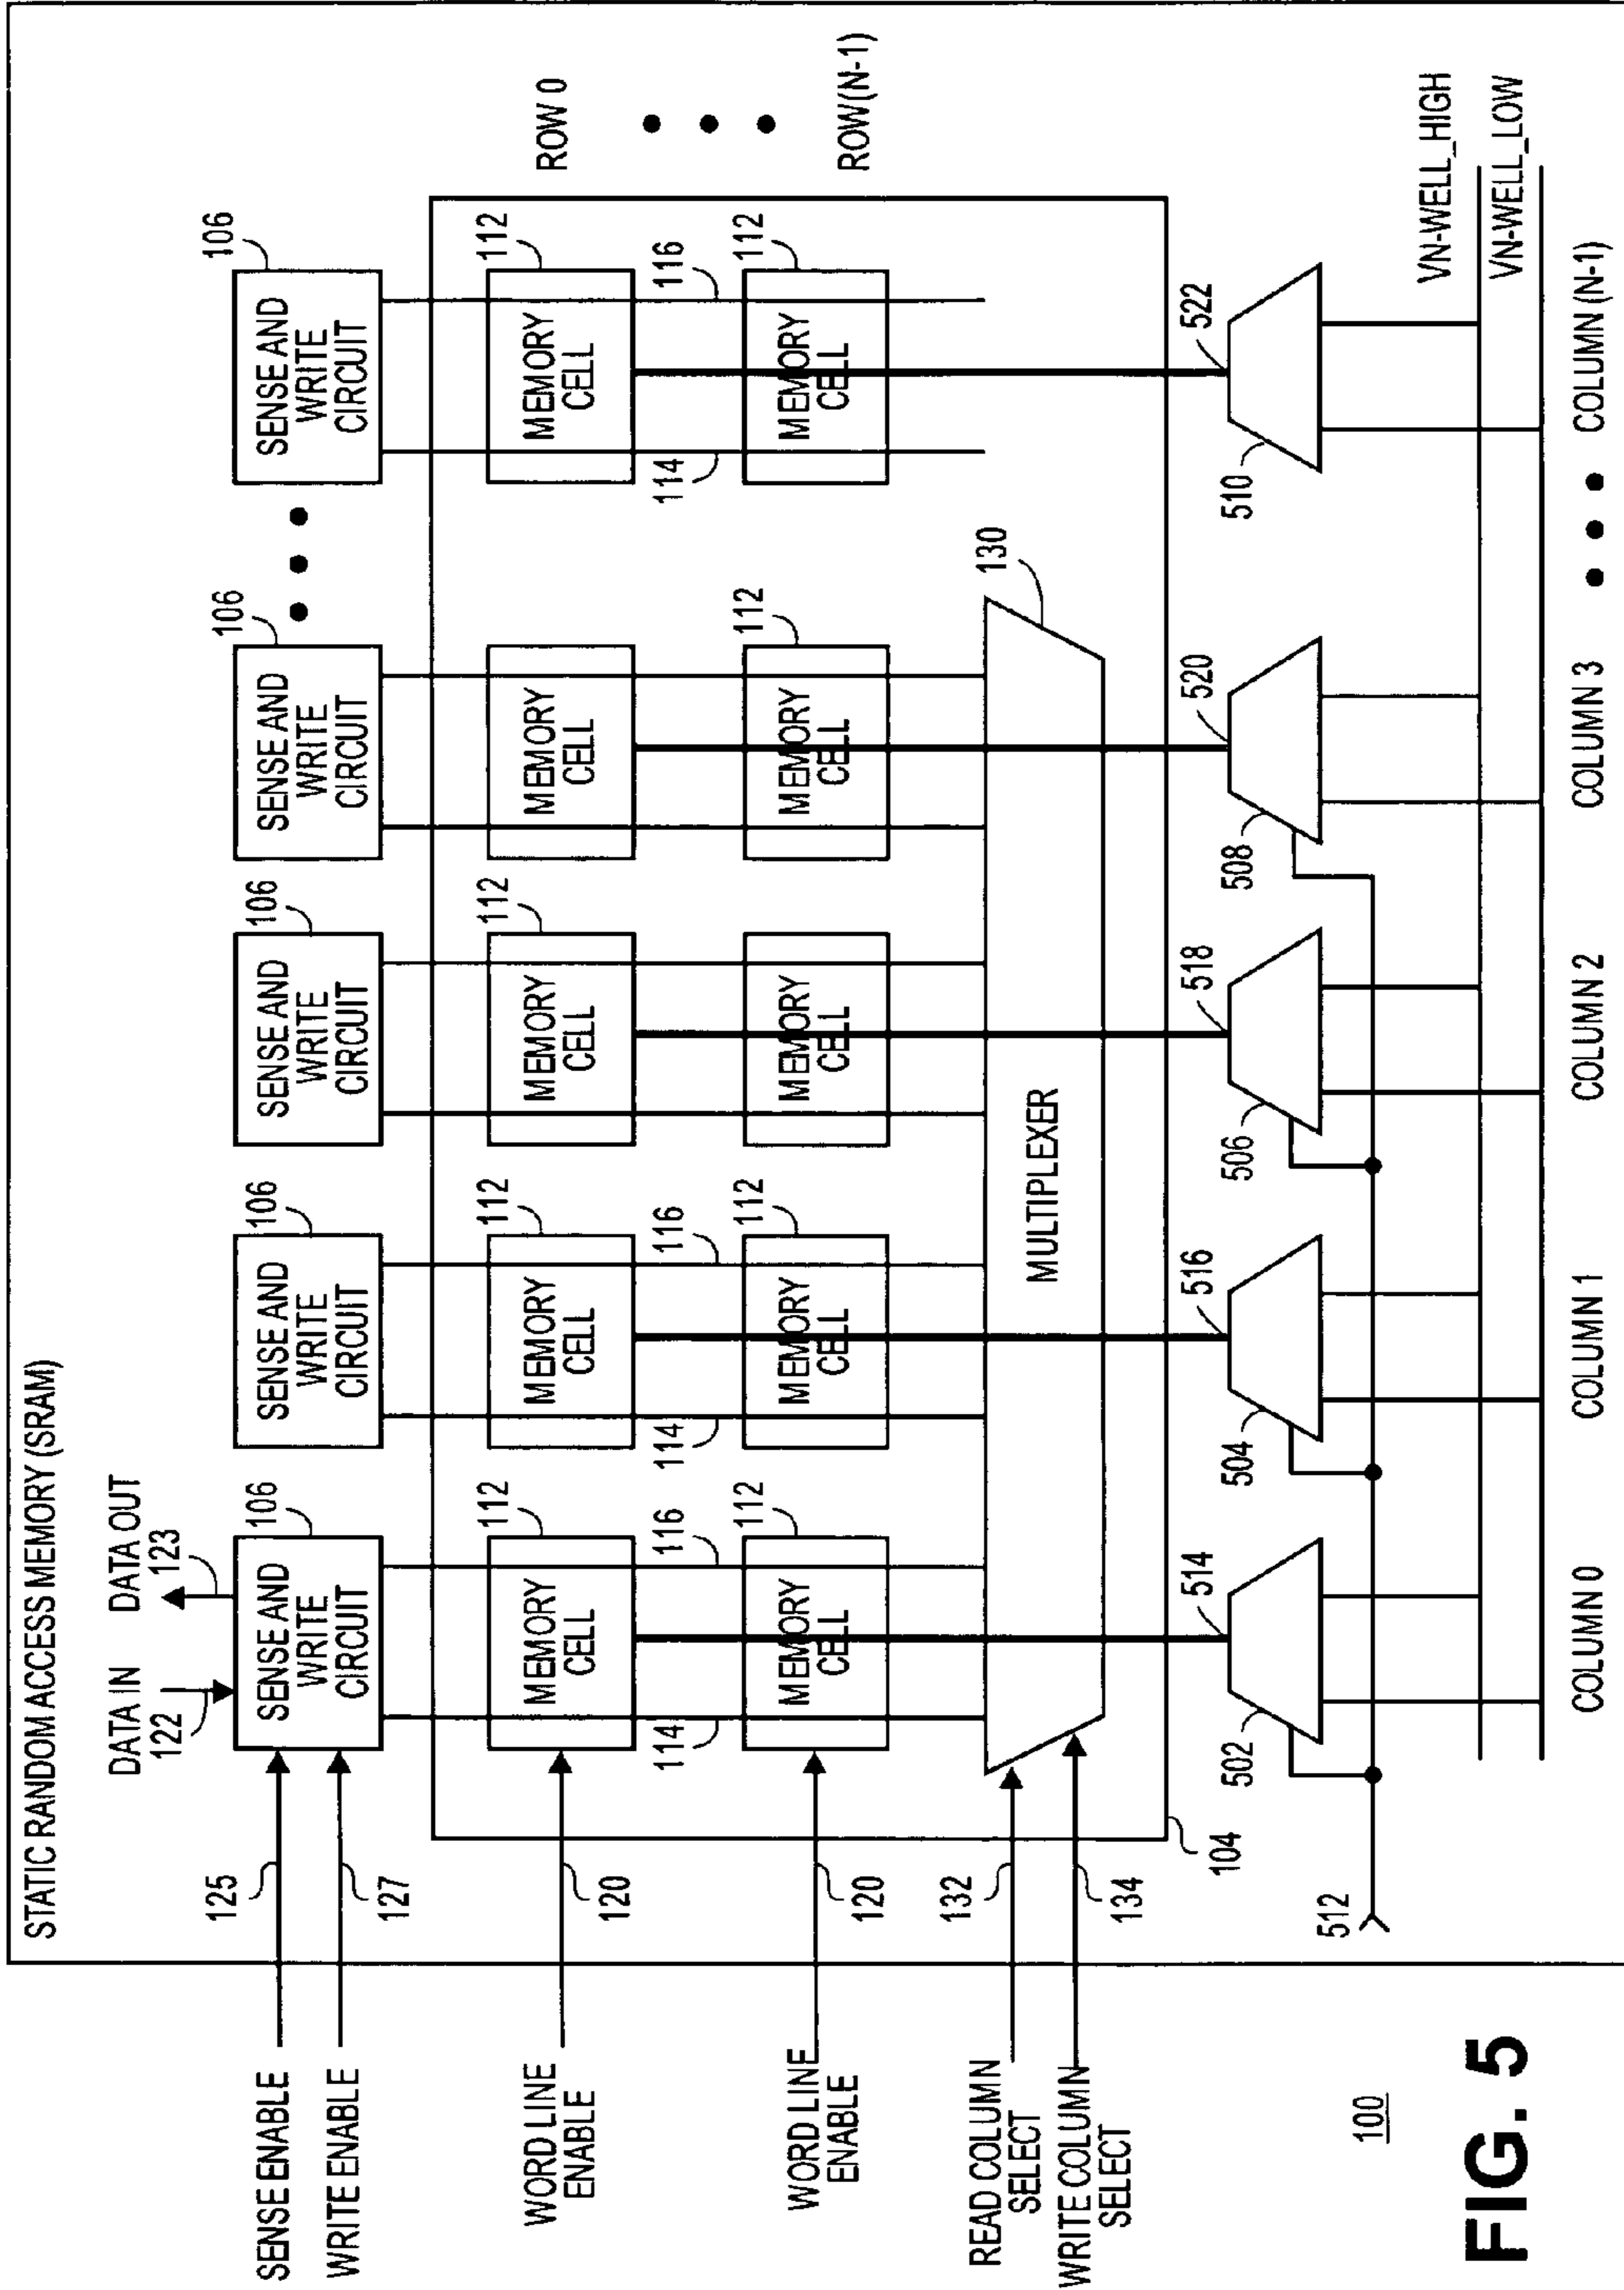 STATIC RANDOM ACCESS MEMORY (SRAM)
DATA IN
122
DATA OUT
123
SENSE ENABLE
125
WRITE ENABLE
127
SENSE AND
WRITE
CIRCUIT
106
SENSE AND
WRITE
CIRCUIT
106
SENSE AND
WRITE
CIRCUIT
106
SENSE AND
WRITE
CIRCUIT
106
• • •
SENSE AND
WRITE
CIRCUIT
106
WORD LINE
ENABLE
120
MEMORY
CELL
112
MEMORY
CELL
112
MEMORY
CELL
112
MEMORY
CELL
MEMORY
CELL
112
ROW 0
• • •
114
116
114
116
114
116
WORD LINE
ENABLE
120
MEMORY
CELL
112
MEMORY
CELL
112
MEMORY
CELL
MEMORY
CELL
112
MEMORY
CELL
112
ROW(N-1)
READ COLUMN
SELECT
132
WRITE COLUMN
SELECT
134
MULTIPLEXER
130
104
514
516
518
520
522
502
504
506
508
510
512
VN-WELL_HIGH
VN-WELL_LOW
COLUMN 0
COLUMN 1
COLUMN 2
COLUMN 3
• • •
COLUMN (N-1)
100
FIG. 5